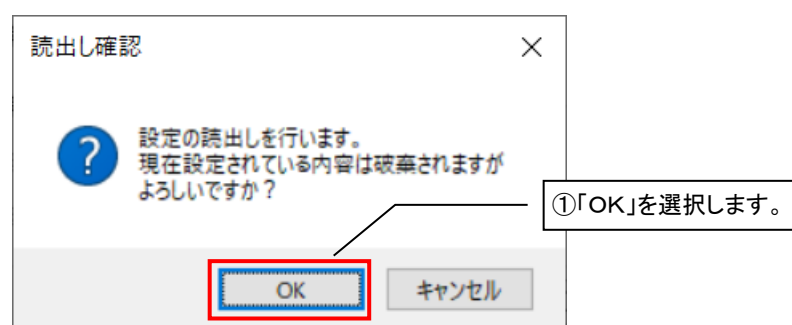 読出し確認
設定の読出しを行います。
現在設定されている内容は破棄されますが
よろしいですか？
①「OK」を選択します。
OK
キャンセル